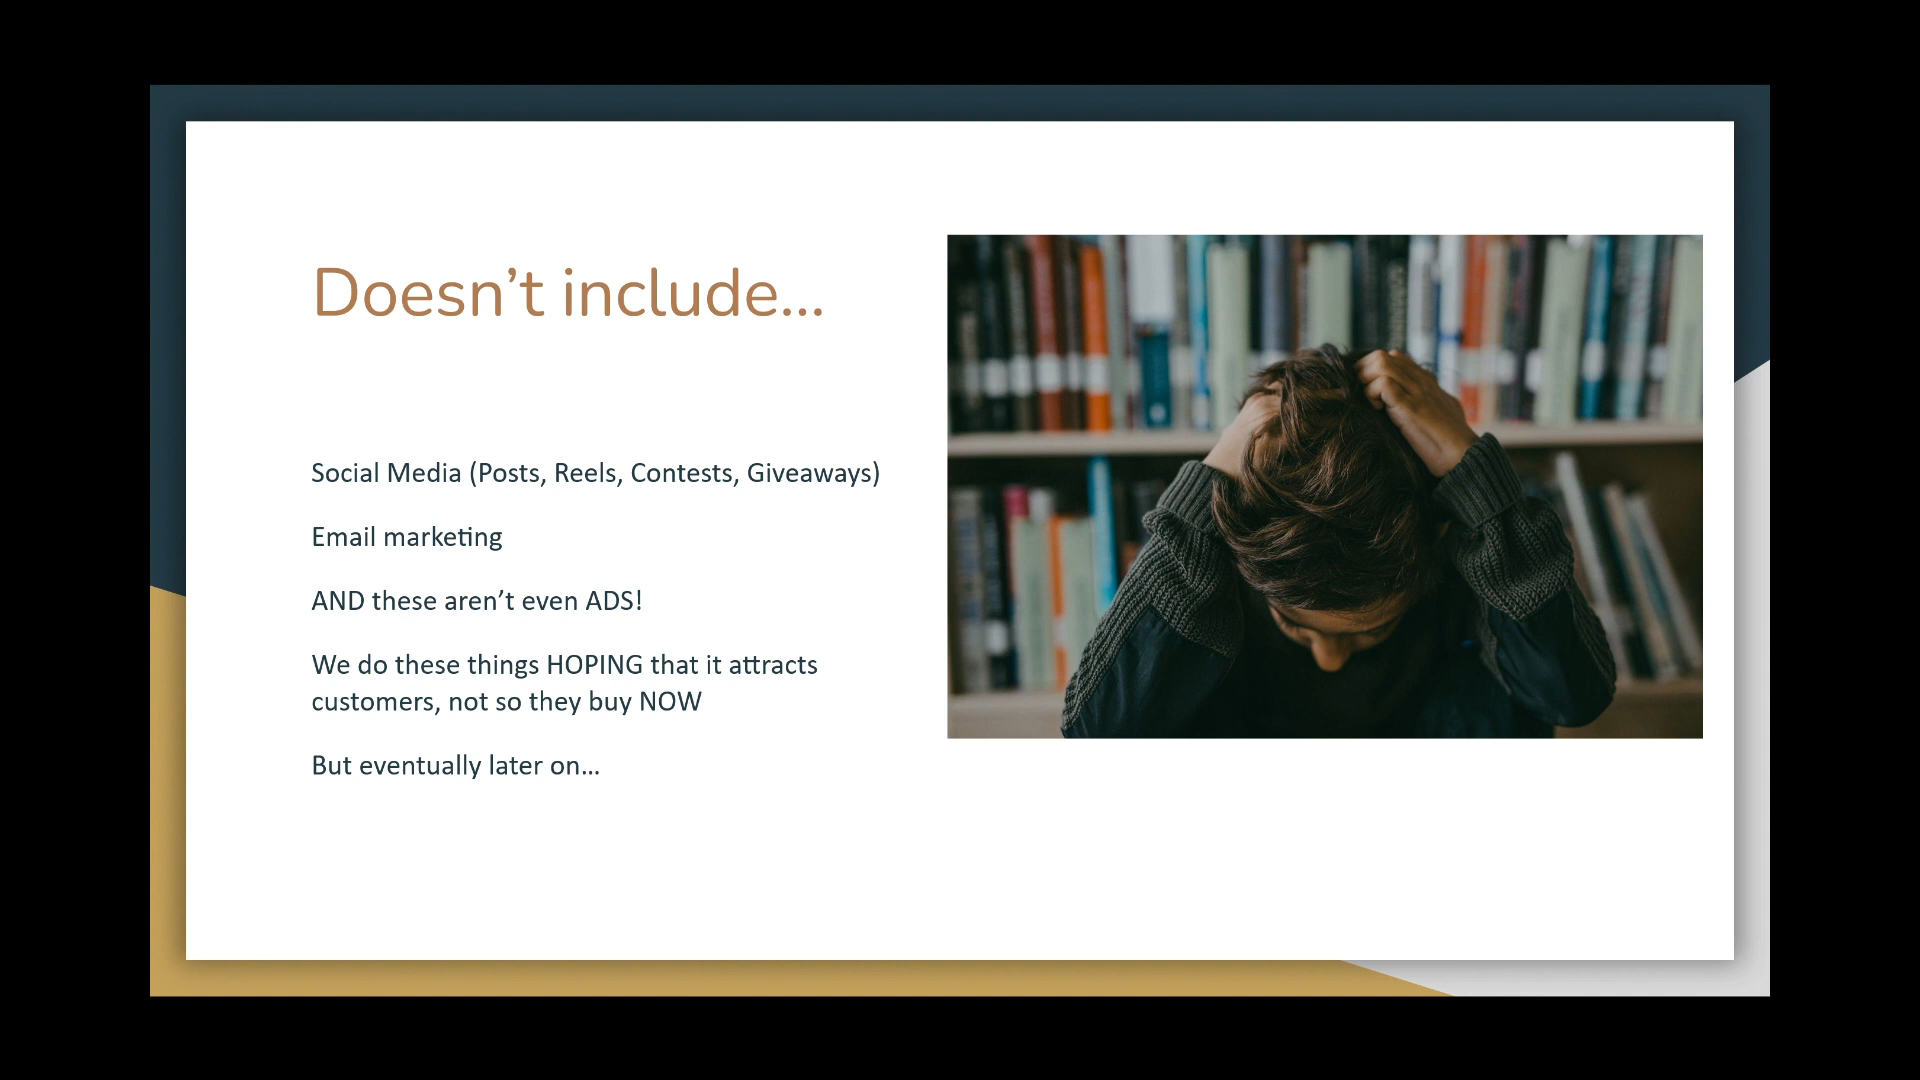 Doesn’t include...
Social Media (Posts, Reels, Contests, Giveaways)
Email marketing
AND these aren’t even ADS!
We do these things HOPING that it attracts
customers, not so they buy NOW
But eventually later on...